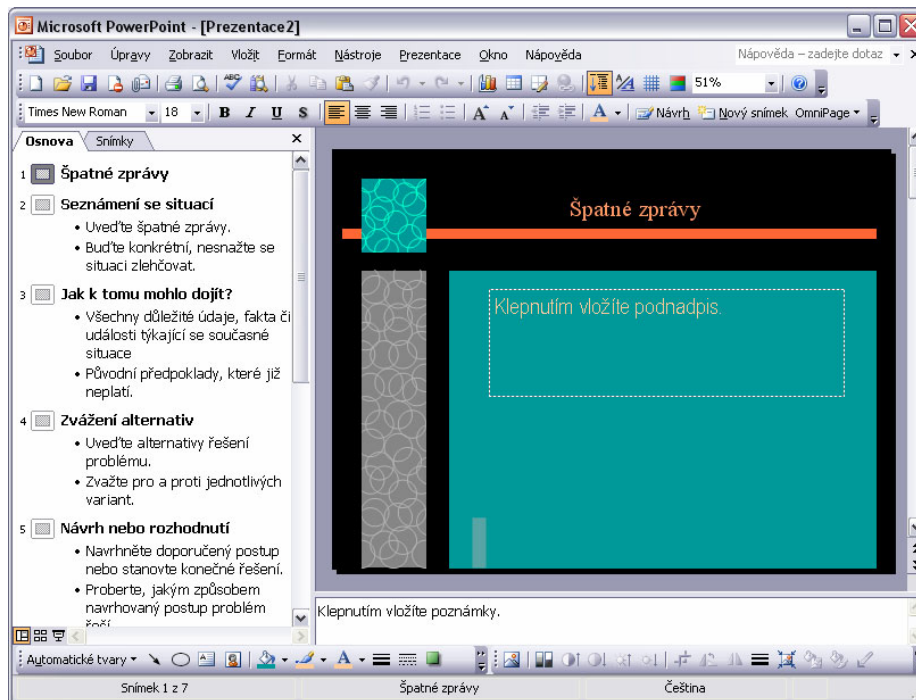 Microsoft PowerPoint - [Prezentace2]
Soubor Úpravy Zobrazit Vložit Formát Nástroje Prezentace Okno Nápověda Nápověda – zadejte dotaz
51%
Times New Roman 18 B I U S A A A Návrh Nový snímek OmniPage
Osnova Snímky
1 Špatné zprávy
2 Seznámení se situací
• Uveďte špatné zprávy.
• Buďte konkrétní, nesnažte se
situaci zlehčovat.
3 Jak k tomu mohlo dojít?
• Všechny důležité údaje, fakta či
události týkající se současné
situace
• Původní předpoklady, které již
neplatí.
4 Zvážení alternativ
• Uveďte alternativy řešení
problému.
• Zvažte pro a proti jednotlivých
variant.
5 Návrh nebo rozhodnutí
• Navrhněte doporučený postup
nebo stanovte konečné řešení.
• Proberte, jakým způsobem
navrhovaný postup problém
řeší.
Špatné zprávy
Klepnutím vložíte podnadpis.
Klepnutím vložíte poznámky.
Automatické tvary A
Snímek 1 z 7 Špatné zprávy Čeština